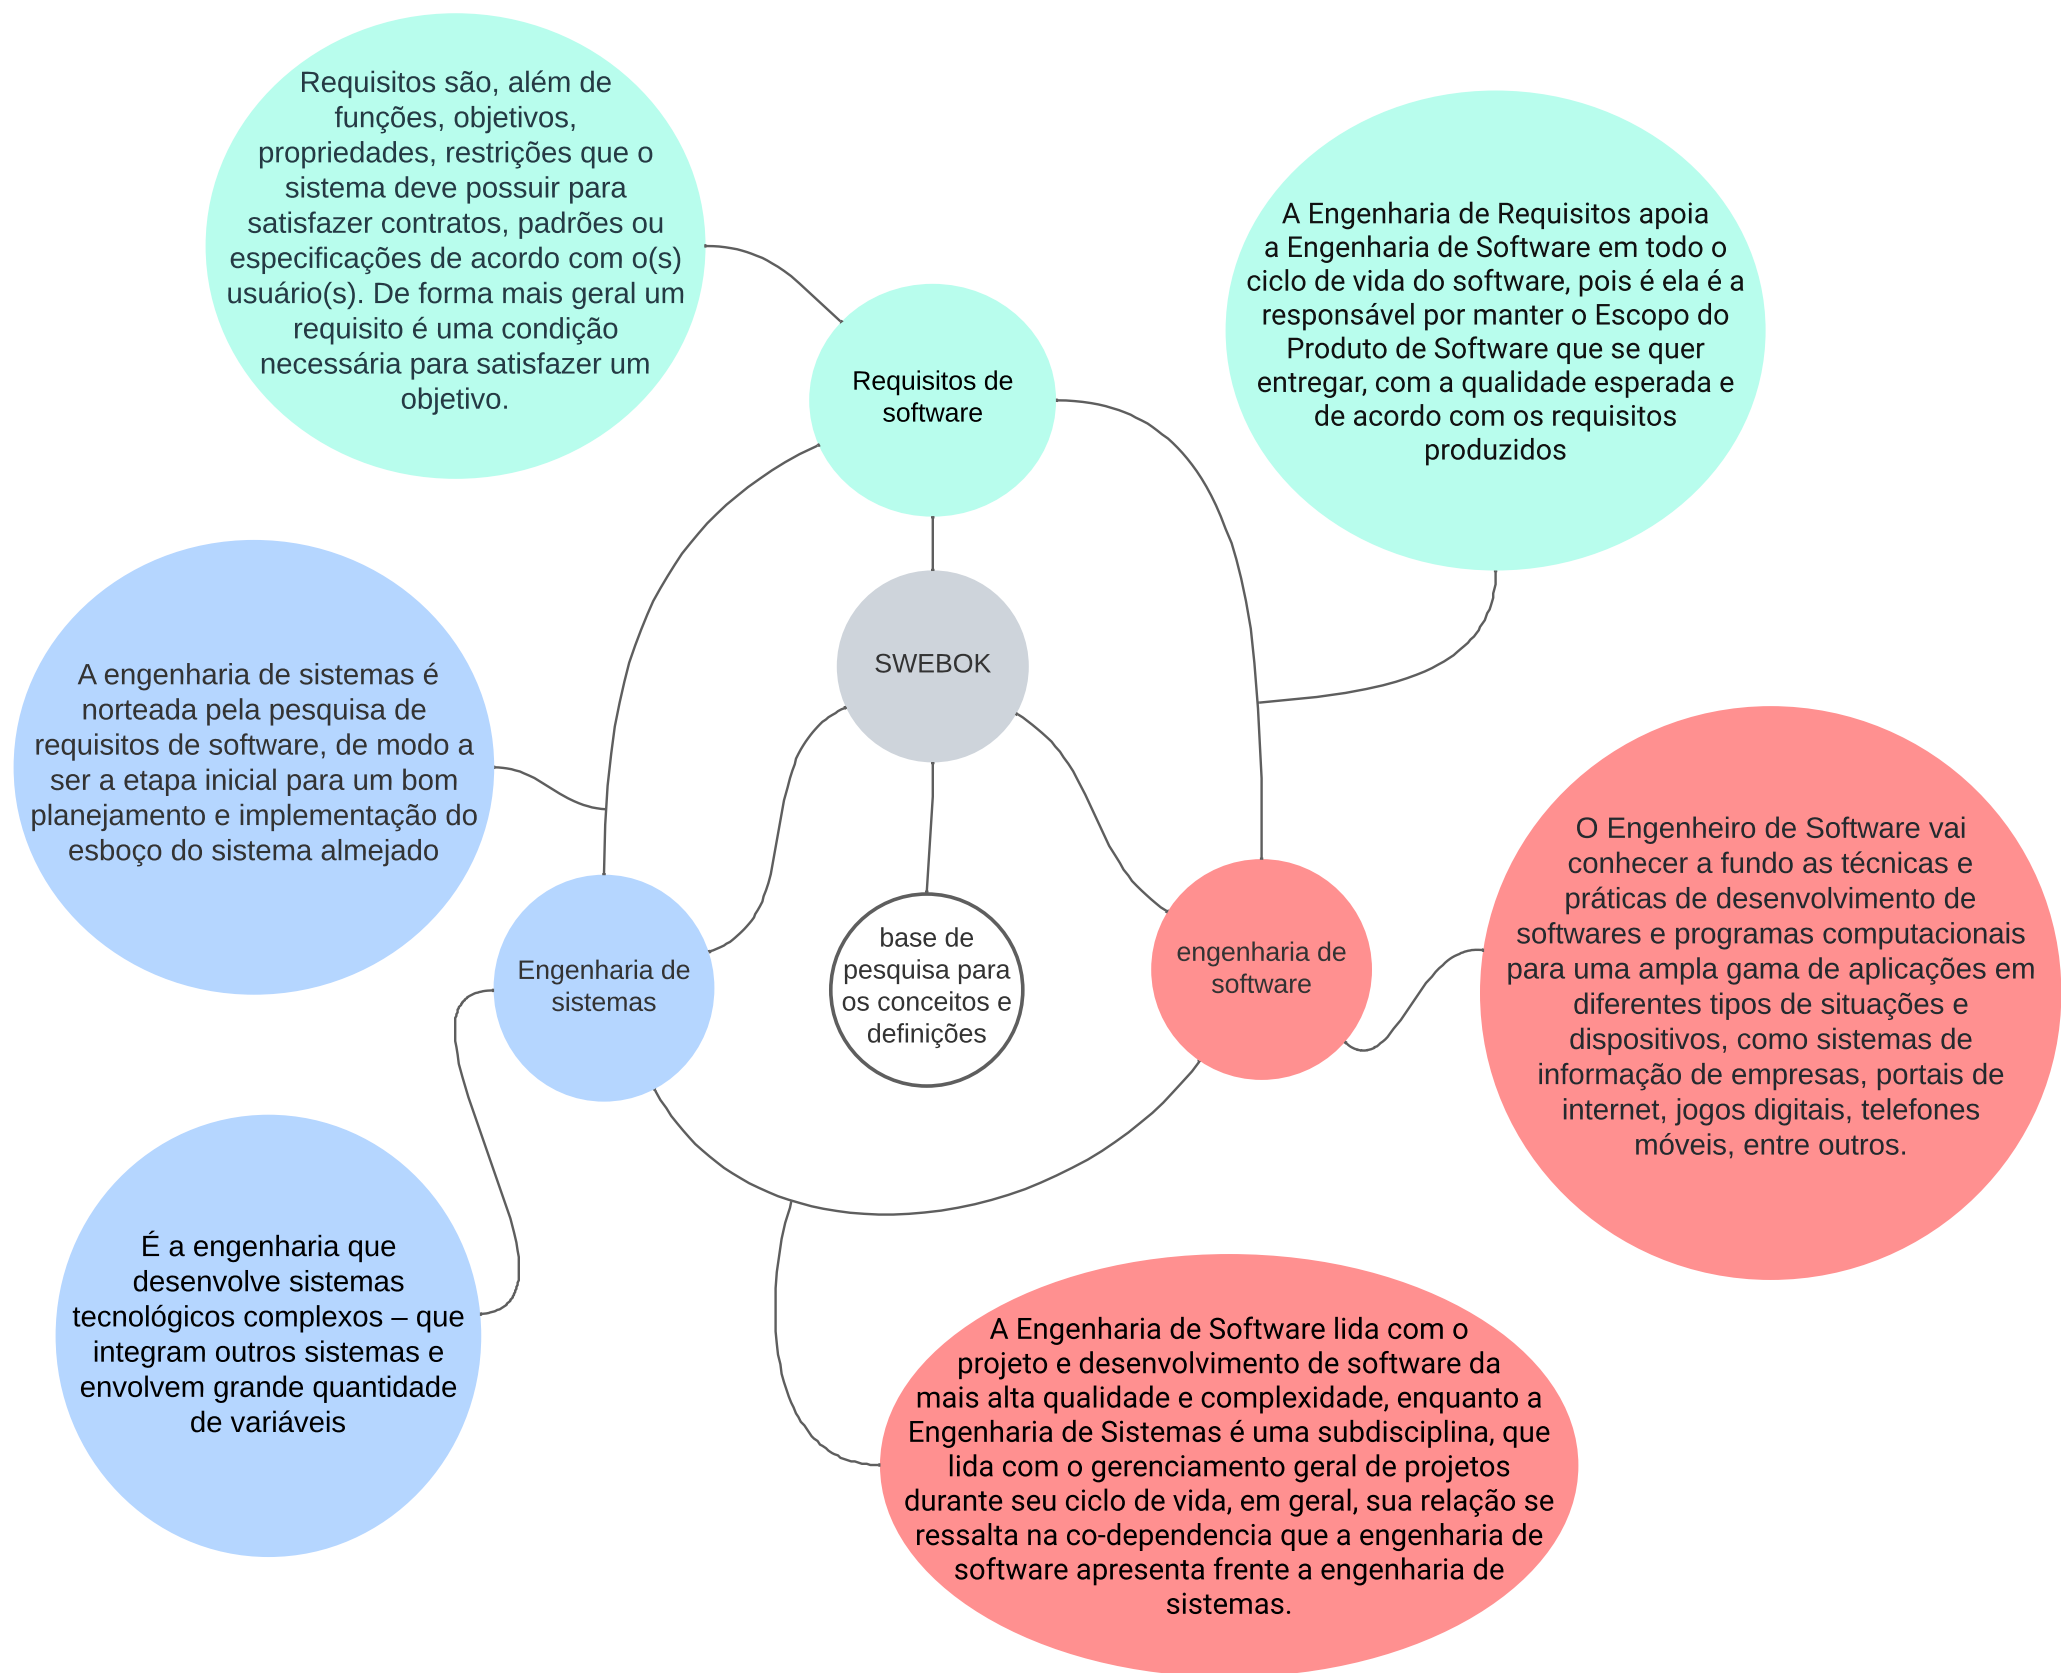 Requisitos são, além de
funções, objetivos,
propriedades, restrições que o
sistema deve possuir para
satisfazer contratos, padrões ou
especificações de acordo com o(s)
usuário(s). De forma mais geral um
requisito é uma condição
necessária para satisfazer um
objetivo.
A Engenharia de Requisitos apoia
a Engenharia de Software em todo o
ciclo de vida do software, pois é ela é a
responsável por manter o Escopo do
Produto de Software que se quer
entregar, com a qualidade esperada e
de acordo com os requisitos
produzidos
Requisitos de
software
SWEBOK
A engenharia de sistemas é
norteada pela pesquisa de
requisitos de software, de modo a
ser a etapa inicial para um bom
planejamento e implementação do
esboço do sistema almejado
Engenharia de
sistemas
base de
pesquisa para
os conceitos e
definições
engenharia de
software
O Engenheiro de Software vai
conhecer a fundo as técnicas e
práticas de desenvolvimento de
softwares e programas computacionais
para uma ampla gama de aplicações em
diferentes tipos de situações e
dispositivos, como sistemas de
informação de empresas, portais de
internet, jogos digitais, telefones
móveis, entre outros.
É a engenharia que
desenvolve sistemas
tecnológicos complexos – que
integram outros sistemas e
envolvem grande quantidade
de variáveis
A Engenharia de Software lida com o
projeto e desenvolvimento de software da
mais alta qualidade e complexidade, enquanto a
Engenharia de Sistemas é uma subdisciplina, que
lida com o gerenciamento geral de projetos
durante seu ciclo de vida, em geral, sua relação se
ressalta na co-dependencia que a engenharia de
software apresenta frente a engenharia de
sistemas.